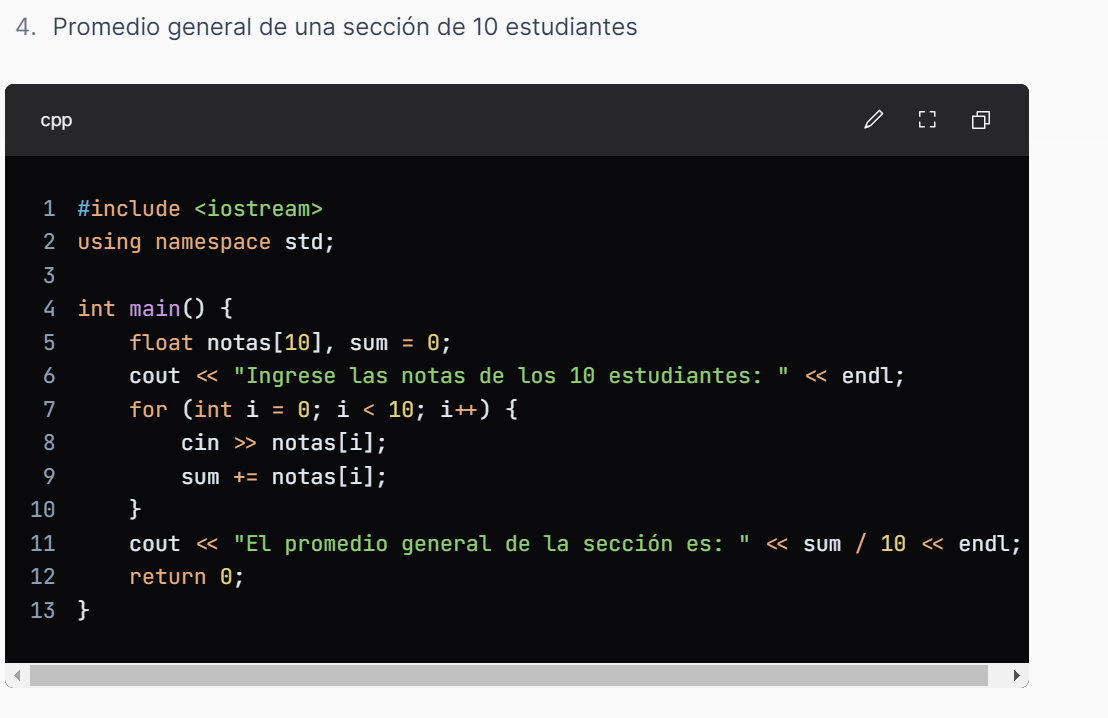 4. Promedio general de una sección de 10 estudiantes
cpp
1 #include <iostream>
2 using namespace std;
3
4 int main() {
5     float notas[10], sum = 0;
6     cout << "Ingrese las notas de los 10 estudiantes: " << endl;
7     for (int i = 0; i < 10; i++) {
8         cin >> notas[i];
9         sum += notas[i];
10     }
11     cout << "El promedio general de la sección es: " << sum / 10 << endl;
12     return 0;
13 }